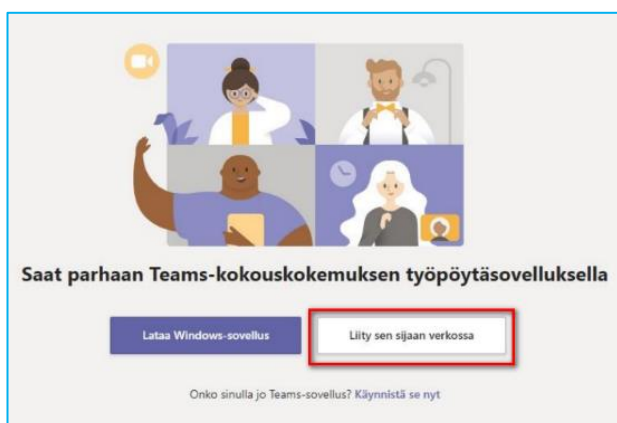 Saat parhaan Teams-kokouskokemuksen työpöytäsovelluksella
Lataa Windows-sovellus
Liity sen sijaan verkossa
Onko sinulla jo Teams-sovellus? Käynnistä se nyt